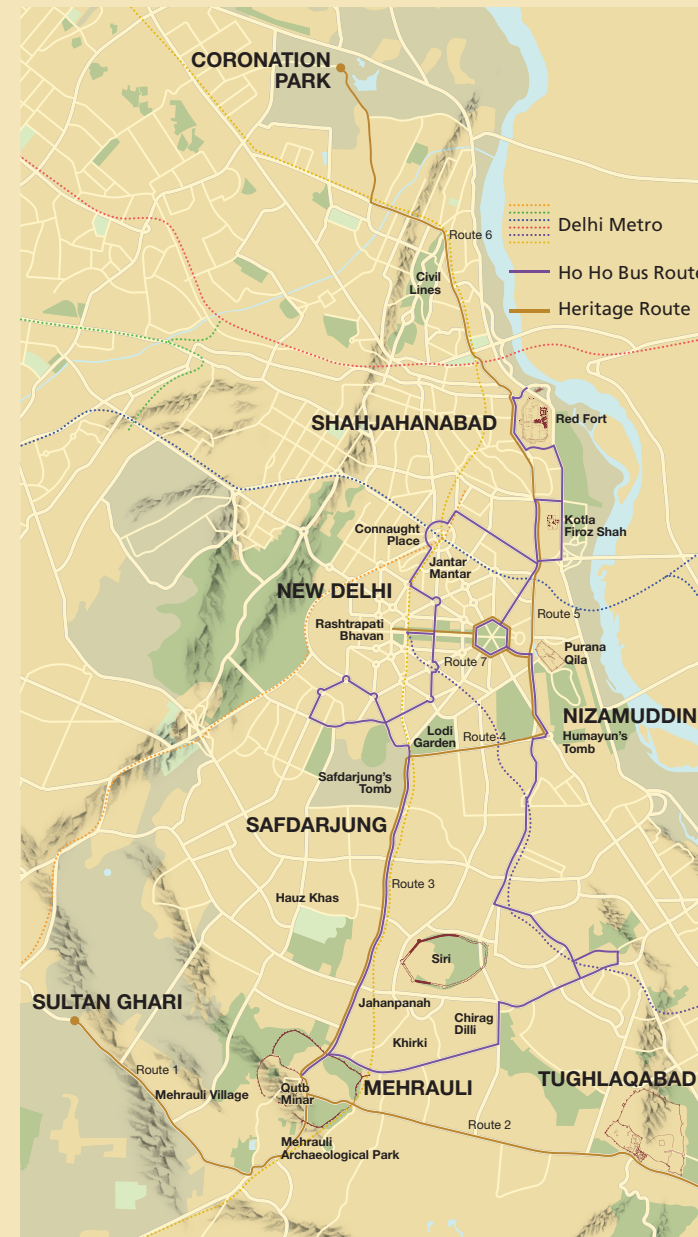 CORONATION
PARK
Route 6
Delhi Metro
Civil
Lines
Ho Ho Bus Route
Heritage Route
SHAHJAHANABAD
Red Fort
Connaught
Place
Kotla
Firoz Shah
Jantar
Mantar
NEW DELHI
Route 5
Rashtrapati
Bhavan
Purana
Qila
Route 7
NIZAMUDDIN
Lodi
Garden
Route 4
Humayun's
Tomb
Safdarjung's
Tomb
SAFDARJUNG
Route 3
Hauz Khas
Siri
SULTAN GHARI
Jahanpanah
Chirag
Dilli
Khirki
Route 1
Mehrauli Village
Qutb
Minar
MEHRAULI
TUGHLAQABAD
Route 2
Mehrauli
Archaeological Park